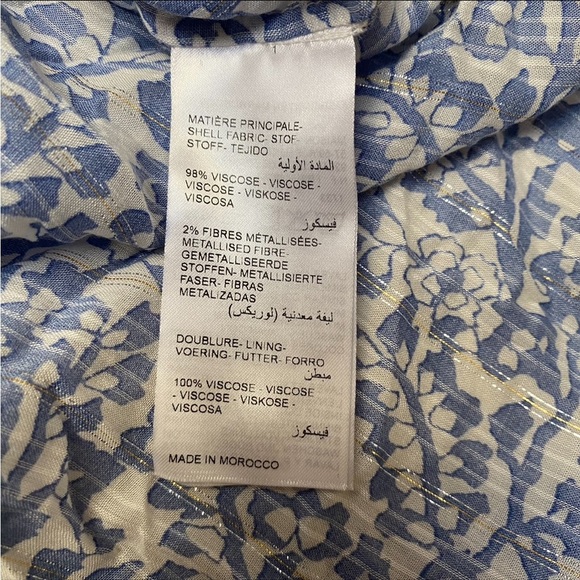 MATIÈRE PRINCIPALE-
SHELL FABRIC- STOF-
STOFF- TEJIDO
المادة الأولية
98% VISCOSE - VISCOSE -
VISCOSE - VISKOSE -
VISCOSA
فيسكوز
2% FIBRES MÉTALLISÉES-
METALLISED FIBRE-
GEMETALLISEERDE
STOFFEN- METALLISIERTE
FASER- FIBRAS
METALIZADAS
ليفة معدنية (لوريكس)
DOUBLURE- LINING-
VOERING- FUTTER- FORRO
مبطن
100% VISCOSE - VISCOSE
- VISCOSE - VISKOSE -
VISCOSA
فيسكوز
MADE IN MOROCCO